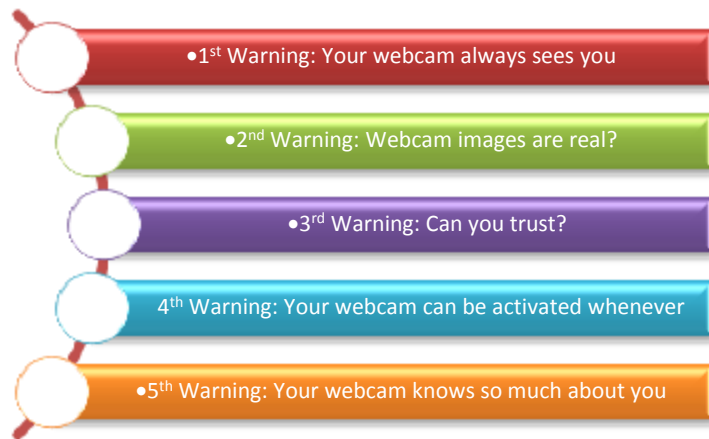 •1st Warning: Your webcam always sees you
•2nd Warning: Webcam images are real?
•3rd Warning: Can you trust?
4th Warning: Your webcam can be activated whenever
•5th Warning: Your webcam knows so much about you